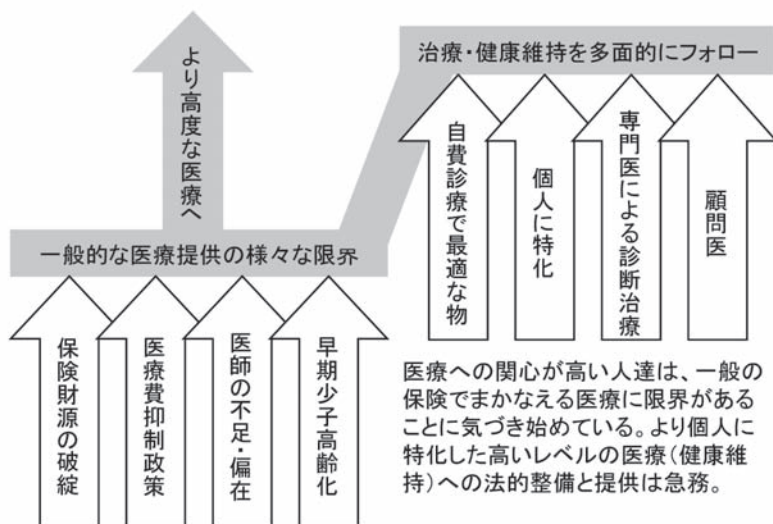 より高度な医療へ
治療・健康維持を多面的にフォロー
自費診療で最適な物
個人に特化
専門医による診断治療
顧問医
一般的な医療提供の様々な限界
保険財源の破綻
医療費抑制政策
医師の不足・偏在
早期少子高齢化
医療への関心が高い人達は、一般の
保険でまかなえる医療に限界がある
ことに気づき始めている。より個人に
特化した高いレベルの医療(健康維
持)への法的整備と提供は急務。